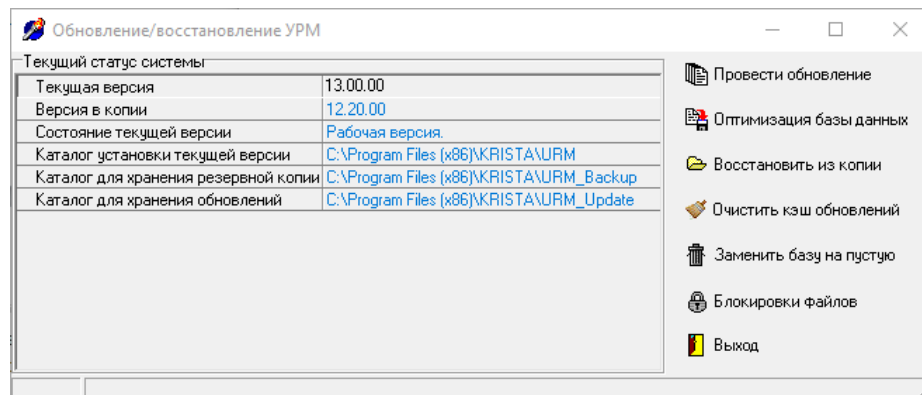 Обновление/восстановление УРМ
Текущий статус системы
Текущая версия 13.00.00
Версия в копии 12.20.00
Состояние текущей версии Рабочая версия.
Каталог установки текущей версии C:\Program Files (x86)\KRISTA\URM
Каталог для хранения резервной копии C:\Program Files (x86)\KRISTA\URM_Backup
Каталог для хранения обновлений C:\Program Files (x86)\KRISTA\URM_Update
Провести обновление
Оптимизация базы данных
Восстановить из копии
Очистить кэш обновлений
Заменить базу на пустую
Блокировки файлов
Выход